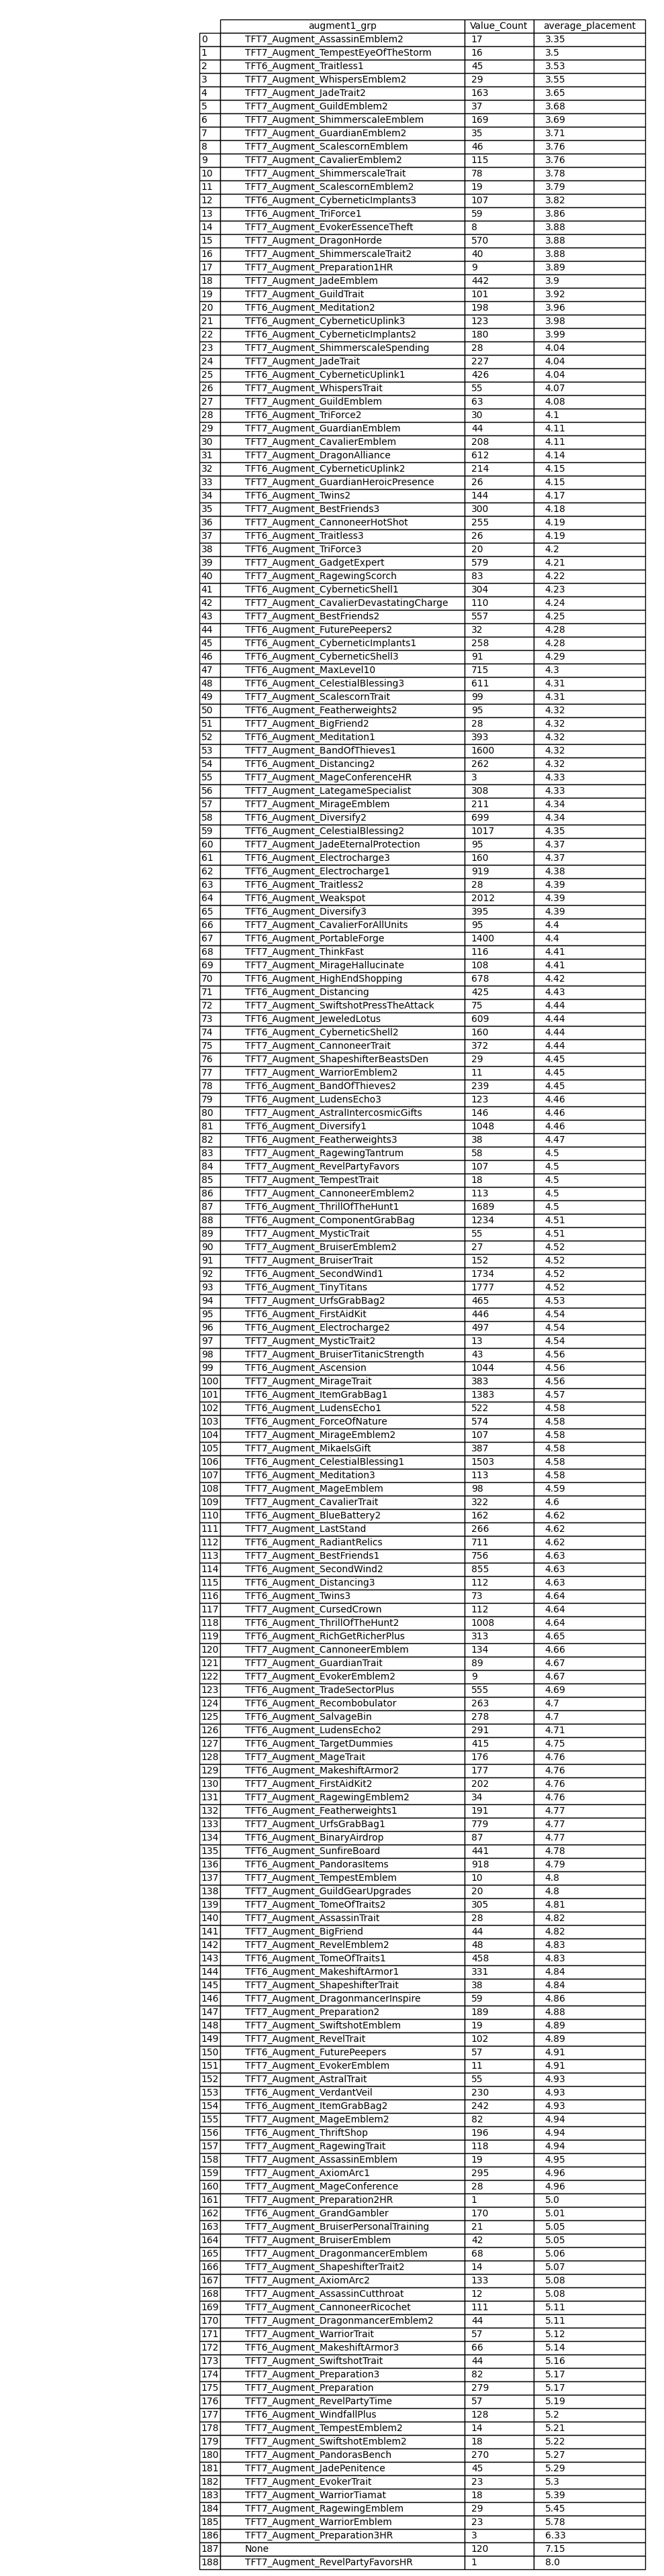 augment1_grp Value_Count average_placement
0 TFT7_Augment_AssassinEmblem2 17 3.35
1 TFT7_Augment_TempestEyeOfTheStorm 16 3.5
2 TFT6_Augment_Traitless1 45 3.53
3 TFT7_Augment_WhispersEmblem2 29 3.55
4 TFT7_Augment_JadeTrait2 163 3.65
5 TFT7_Augment_GuildEmblem2 37 3.68
6 TFT7_Augment_ShimmerscaleEmblem 169 3.69
7 TFT7_Augment_GuardianEmblem2 35 3.71
8 TFT7_Augment_ScalescornEmblem 46 3.76
9 TFT7_Augment_CavalierEmblem2 115 3.76
10 TFT7_Augment_ShimmerscaleTrait 78 3.78
11 TFT7_Augment_ScalescornEmblem2 19 3.79
12 TFT6_Augment_CyberneticImplants3 107 3.82
13 TFT6_Augment_TriForce1 59 3.86
14 TFT7_Augment_EvokerEssenceTheft 8 3.88
15 TFT7_Augment_DragonHorde 570 3.88
16 TFT7_Augment_ShimmerscaleTrait2 40 3.88
17 TFT7_Augment_Preparation1HR 9 3.89
18 TFT7_Augment_JadeEmblem 442 3.9
19 TFT7_Augment_GuildTrait 101 3.92
20 TFT6_Augment_Meditation2 198 3.96
21 TFT6_Augment_CyberneticUplink3 123 3.98
22 TFT6_Augment_CyberneticImplants2 180 3.99
23 TFT7_Augment_ShimmerscaleSpending 28 4.04
24 TFT7_Augment_JadeTrait 227 4.04
25 TFT6_Augment_CyberneticUplink1 426 4.04
26 TFT7_Augment_WhispersTrait 55 4.07
27 TFT7_Augment_GuildEmblem 63 4.08
28 TFT6_Augment_TriForce2 30 4.1
29 TFT7_Augment_GuardianEmblem 44 4.11
30 TFT7_Augment_CavalierEmblem 208 4.11
31 TFT7_Augment_DragonAlliance 612 4.14
32 TFT6_Augment_CyberneticUplink2 214 4.15
33 TFT7_Augment_GuardianHeroicPresence 26 4.15
34 TFT6_Augment_Twins2 144 4.17
35 TFT7_Augment_BestFriends3 300 4.18
36 TFT7_Augment_CannoneerHotShot 255 4.19
37 TFT6_Augment_Traitless3 26 4.19
38 TFT6_Augment_TriForce3 20 4.2
39 TFT7_Augment_GadgetExpert 579 4.21
40 TFT7_Augment_RagewingScorch 83 4.22
41 TFT6_Augment_CyberneticShell1 304 4.23
42 TFT7_Augment_CavalierDevastatingCharge 110 4.24
43 TFT7_Augment_BestFriends2 557 4.25
44 TFT6_Augment_FuturePeepers2 32 4.28
45 TFT6_Augment_CyberneticImplants1 258 4.28
46 TFT6_Augment_CyberneticShell3 91 4.29
47 TFT6_Augment_MaxLevel10 715 4.3
48 TFT6_Augment_CelestialBlessing3 611 4.31
49 TFT7_Augment_ScalescornTrait 99 4.31
50 TFT6_Augment_Featherweights2 95 4.32
51 TFT7_Augment_BigFriend2 28 4.32
52 TFT6_Augment_Meditation1 393 4.32
53 TFT7_Augment_BandOfThieves1 1600 4.32
54 TFT6_Augment_Distancing2 262 4.32
55 TFT7_Augment_MageConferenceHR 3 4.33
56 TFT7_Augment_LategameSpecialist 308 4.33
57 TFT7_Augment_MirageEmblem 211 4.34
58 TFT6_Augment_Diversify2 699 4.34
59 TFT6_Augment_CelestialBlessing2 1017 4.35
60 TFT7_Augment_JadeEternalProtection 95 4.37
61 TFT6_Augment_Electrocharge3 160 4.37
62 TFT6_Augment_Electrocharge1 919 4.38
63 TFT6_Augment_Traitless2 28 4.39
64 TFT6_Augment_Weakspot 2012 4.39
65 TFT6_Augment_Diversify3 395 4.39
66 TFT7_Augment_CavalierForAllUnits 95 4.4
67 TFT6_Augment_PortableForge 1400 4.4
68 TFT7_Augment_ThinkFast 116 4.41
69 TFT7_Augment_MirageHallucinate 108 4.41
70 TFT6_Augment_HighEndShopping 678 4.42
71 TFT6_Augment_Distancing 425 4.43
72 TFT7_Augment_SwiftshotPressTheAttack 75 4.44
73 TFT6_Augment_JeweledLotus 609 4.44
74 TFT6_Augment_CyberneticShell2 160 4.44
75 TFT7_Augment_CannoneerTrait 372 4.44
76 TFT7_Augment_ShapeshifterBeastsDen 29 4.45
77 TFT7_Augment_WarriorEmblem2 11 4.45
78 TFT6_Augment_BandOfThieves2 239 4.45
79 TFT6_Augment_LudensEcho3 123 4.46
80 TFT7_Augment_AstralIntercosmicGifts 146 4.46
81 TFT6_Augment_Diversify1 1048 4.46
82 TFT6_Augment_Featherweights3 38 4.47
83 TFT7_Augment_RagewingTantrum 58 4.5
84 TFT7_Augment_RevelPartyFavors 107 4.5
85 TFT7_Augment_TempestTrait 18 4.5
86 TFT7_Augment_CannoneerEmblem2 113 4.5
87 TFT6_Augment_ThrillOfTheHunt1 1689 4.5
88 TFT6_Augment_ComponentGrabBag 1234 4.51
89 TFT7_Augment_MysticTrait 55 4.51
90 TFT7_Augment_BruiserEmblem2 27 4.52
91 TFT7_Augment_BruiserTrait 152 4.52
92 TFT6_Augment_SecondWind1 1734 4.52
93 TFT6_Augment_TinyTitans 1777 4.52
94 TFT7_Augment_UrfsGrabBag2 465 4.53
95 TFT6_Augment_FirstAidKit 446 4.54
96 TFT6_Augment_Electrocharge2 497 4.54
97 TFT7_Augment_MysticTrait2 13 4.54
98 TFT7_Augment_BruiserTitanicStrength 43 4.56
99 TFT6_Augment_Ascension 1044 4.56
100 TFT7_Augment_MirageTrait 383 4.56
101 TFT6_Augment_ItemGrabBag1 1383 4.57
102 TFT6_Augment_LudensEcho1 522 4.58
103 TFT6_Augment_ForceOfNature 574 4.58
104 TFT7_Augment_MirageEmblem2 107 4.58
105 TFT7_Augment_MikaelsGift 387 4.58
106 TFT6_Augment_CelestialBlessing1 1503 4.58
107 TFT6_Augment_Meditation3 113 4.58
108 TFT7_Augment_MageEmblem 98 4.59
109 TFT7_Augment_CavalierTrait 322 4.6
110 TFT6_Augment_BlueBattery2 162 4.62
111 TFT7_Augment_LastStand 266 4.62
112 TFT6_Augment_RadiantRelics 711 4.62
113 TFT7_Augment_BestFriends1 756 4.63
114 TFT6_Augment_SecondWind2 855 4.63
115 TFT6_Augment_Distancing3 112 4.63
116 TFT6_Augment_Twins3 73 4.64
117 TFT7_Augment_CursedCrown 112 4.64
118 TFT6_Augment_ThrillOfTheHunt2 1008 4.64
119 TFT6_Augment_RichGetRicherPlus 313 4.65
120 TFT7_Augment_CannoneerEmblem 134 4.66
121 TFT7_Augment_GuardianTrait 89 4.67
122 TFT7_Augment_EvokerEmblem2 9 4.67
123 TFT6_Augment_TradeSectorPlus 555 4.69
124 TFT6_Augment_Recombobulator 263 4.7
125 TFT6_Augment_SalvageBin 278 4.7
126 TFT6_Augment_LudensEcho2 291 4.71
127 TFT6_Augment_TargetDummies 415 4.75
128 TFT7_Augment_MageTrait 176 4.76
129 TFT6_Augment_MakeshiftArmor2 177 4.76
130 TFT7_Augment_FirstAidKit2 202 4.76
131 TFT7_Augment_RagewingEmblem2 34 4.76
132 TFT6_Augment_Featherweights1 191 4.77
133 TFT7_Augment_UrfsGrabBag1 779 4.77
134 TFT6_Augment_BinaryAirdrop 87 4.77
135 TFT6_Augment_SunfireBoard 441 4.78
136 TFT6_Augment_PandorasItems 918 4.79
137 TFT7_Augment_TempestEmblem 10 4.8
138 TFT7_Augment_GuildGearUpgrades 20 4.8
139 TFT7_Augment_TomeOfTraits2 305 4.81
140 TFT7_Augment_AssassinTrait 28 4.82
141 TFT7_Augment_BigFriend 44 4.82
142 TFT7_Augment_RevelEmblem2 48 4.83
143 TFT6_Augment_TomeOfTraits1 458 4.83
144 TFT6_Augment_MakeshiftArmor1 331 4.84
145 TFT7_Augment_ShapeshifterTrait 38 4.84
146 TFT7_Augment_DragonmancerInspire 59 4.86
147 TFT7_Augment_Preparation2 189 4.88
148 TFT7_Augment_SwiftshotEmblem 19 4.89
149 TFT7_Augment_RevelTrait 102 4.89
150 TFT6_Augment_FuturePeepers 57 4.91
151 TFT7_Augment_EvokerEmblem 11 4.91
152 TFT7_Augment_AstralTrait 55 4.93
153 TFT6_Augment_VerdantVeil 230 4.93
154 TFT6_Augment_ItemGrabBag2 242 4.93
155 TFT7_Augment_MageEmblem2 82 4.94
156 TFT6_Augment_ThriftShop 196 4.94
157 TFT7_Augment_RagewingTrait 118 4.94
158 TFT7_Augment_AssassinEmblem 19 4.95
159 TFT7_Augment_AxiomArc1 295 4.96
160 TFT7_Augment_MageConference 28 4.96
161 TFT7_Augment_Preparation2HR 1 5.0
162 TFT6_Augment_GrandGambler 170 5.01
163 TFT7_Augment_BruiserPersonalTraining 21 5.05
164 TFT7_Augment_BruiserEmblem 42 5.05
165 TFT7_Augment_DragonmancerEmblem 68 5.06
166 TFT7_Augment_ShapeshifterTrait2 14 5.07
167 TFT7_Augment_AxiomArc2 133 5.08
168 TFT7_Augment_AssassinCutthroat 12 5.08
169 TFT7_Augment_CannoneerRicochet 111 5.11
170 TFT7_Augment_DragonmancerEmblem2 44 5.11
171 TFT7_Augment_WarriorTrait 57 5.12
172 TFT6_Augment_MakeshiftArmor3 66 5.14
173 TFT7_Augment_SwiftshotTrait 44 5.16
174 TFT7_Augment_Preparation3 82 5.17
175 TFT7_Augment_Preparation 279 5.17
176 TFT7_Augment_RevelPartyTime 57 5.19
177 TFT6_Augment_WindfallPlus 128 5.2
178 TFT7_Augment_TempestEmblem2 14 5.21
179 TFT7_Augment_SwiftshotEmblem2 18 5.22
180 TFT7_Augment_PandorasBench 270 5.27
181 TFT7_Augment_JadePenitence 45 5.29
182 TFT7_Augment_EvokerTrait 23 5.3
183 TFT7_Augment_WarriorTiamat 18 5.39
184 TFT7_Augment_RagewingEmblem 29 5.45
185 TFT7_Augment_WarriorEmblem 23 5.78
186 TFT7_Augment_Preparation3HR 3 6.33
187 None 120 7.15
188 TFT7_Augment_RevelPartyFavorsHR 1 8.0